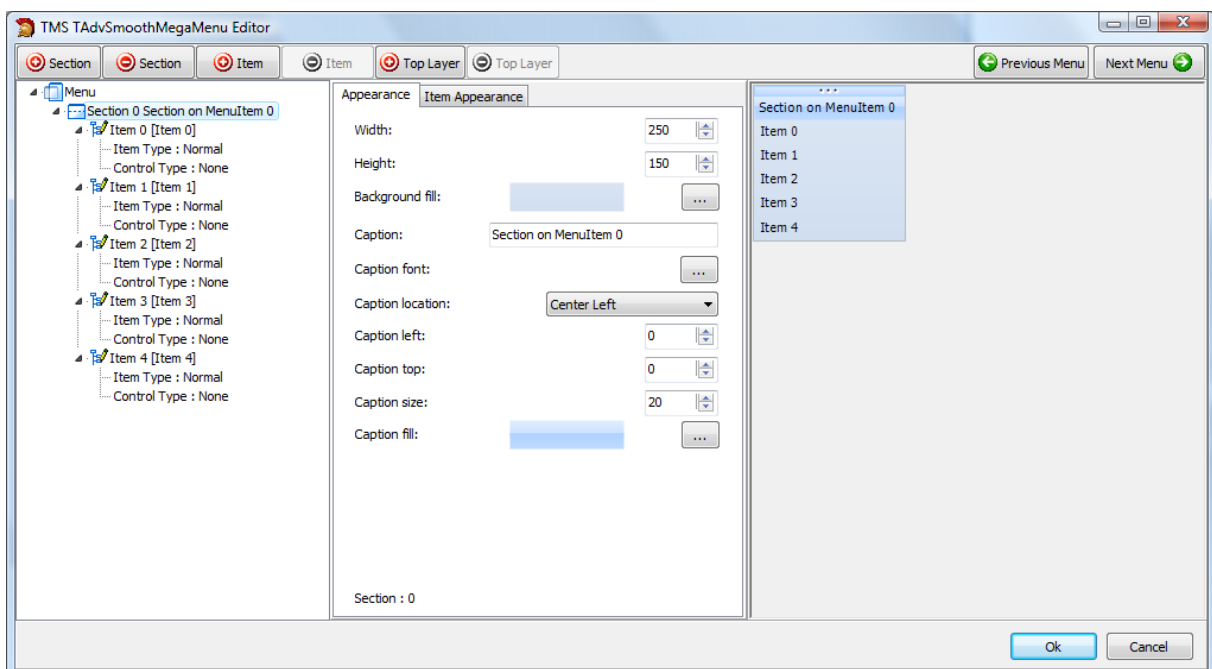 TMS TAdvSmoothMegaMenu Editor
Section Section Item Item Top Layer Top Layer Previous Menu Next Menu
Menu
Section 0 Section on MenuItem 0
Item 0 [Item 0]
Item Type : Normal
Control Type : None
Item 1 [Item 1]
Item Type : Normal
Control Type : None
Item 2 [Item 2]
Item Type : Normal
Control Type : None
Item 3 [Item 3]
Item Type : Normal
Control Type : None
Item 4 [Item 4]
Item Type : Normal
Control Type : None
Appearance Item Appearance
Width: 250
Height: 150
Background fill: ...
Caption: Section on MenuItem 0
Caption font: ...
Caption location: Center Left
Caption left: 0
Caption top: 0
Caption size: 20
Caption fill: ...
Section : 0
Section on MenuItem 0
Item 0
Item 1
Item 2
Item 3
Item 4
Ok Cancel